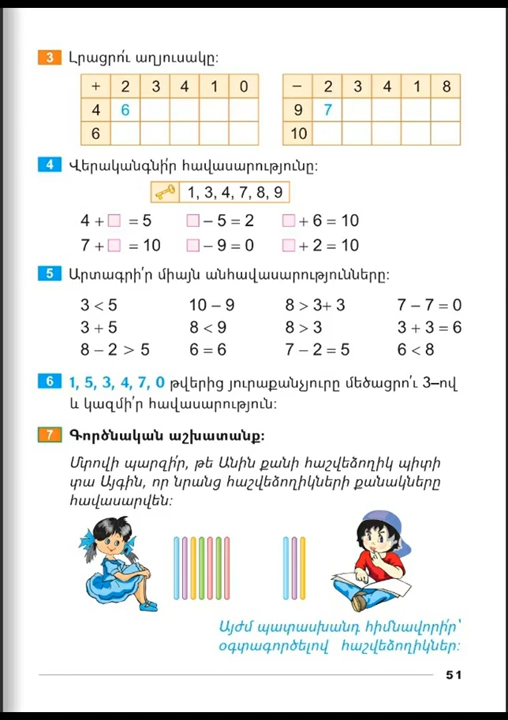 3 Լրացրո՛ւ աղյուսակը։
+ 2 3 4 1 0
4 6
6
− 2 3 4 1 8
9 7
10
4 Վերականգնի՛ր հավասարությունը։
1, 3, 4, 7, 8, 9
4 + □ = 5 □ − 5 = 2 □ + 6 = 10
7 + □ = 10 □ − 9 = 0 □ + 2 = 10
5 Արտագրի՛ր միայն անհավասարությունները։
3 < 5 10 − 9 8 > 3+ 3 7 − 7 = 0
3 + 5 8 < 9 8 > 3 3 + 3 = 6
8 − 2 > 5 6 = 6 7 − 2 = 5 6 < 8
6 1, 5, 3, 4, 7, 0 թվերից յուրաքանչյուրը մեծացրո՛ւ 3–ով
և կազմի՛ր հավասարություն։
7 Գործնական աշխատանք։
Մտովի պարզի՛ր, թե Անին քանի հաշվեձողիկ պիտի
տա Այգին, որ նրանց հաշվեձողիկների քանակները
հավասարվեն։
Այժմ պատասխանդ հիմնավորի՛ր՝
օգտագործելով հաշվեձողիկներ։
51